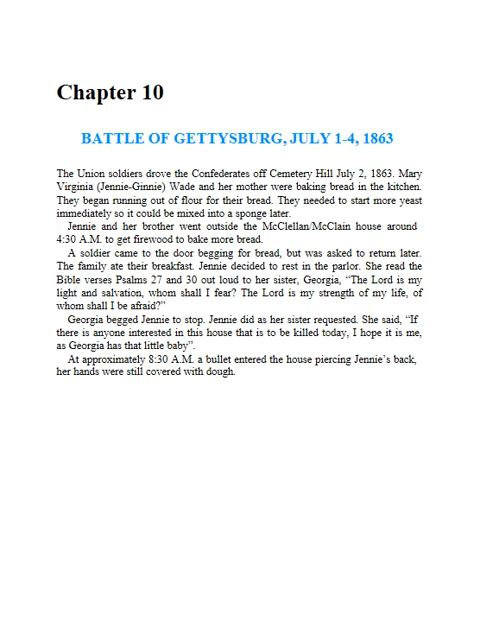 Chapter 10
BATTLE OF GETTYSBURG, JULY 1-4, 1863
The Union soldiers drove the Confederates off Cemetery Hill July 2, 1863. Mary
Virginia (Jennie-Ginnie) Wade and her mother were baking bread in the kitchen.
They began running out of flour for their bread. They needed to start more yeast
immediately so it could be mixed into a sponge later.
Jennie and her brother went outside the McClellan/McClain house around
4:30 A.M. to get firewood to bake more bread.
A soldier came to the door begging for bread, but was asked to return later.
The family ate their breakfast. Jennie decided to rest in the parlor. She read the
Bible verses Psalms 27 and 30 out loud to her sister, Georgia, “The Lord is my
light and salvation, whom shall I fear? The Lord is my strength of my life, of
whom shall I be afraid?”
Georgia begged Jennie to stop. Jennie did as her sister requested. She said, “If
there is anyone interested in this house that is to be killed today, I hope it is me,
as Georgia has that little baby”.
At approximately 8:30 A.M. a bullet entered the house piercing Jennie’s back,
her hands were still covered with dough.